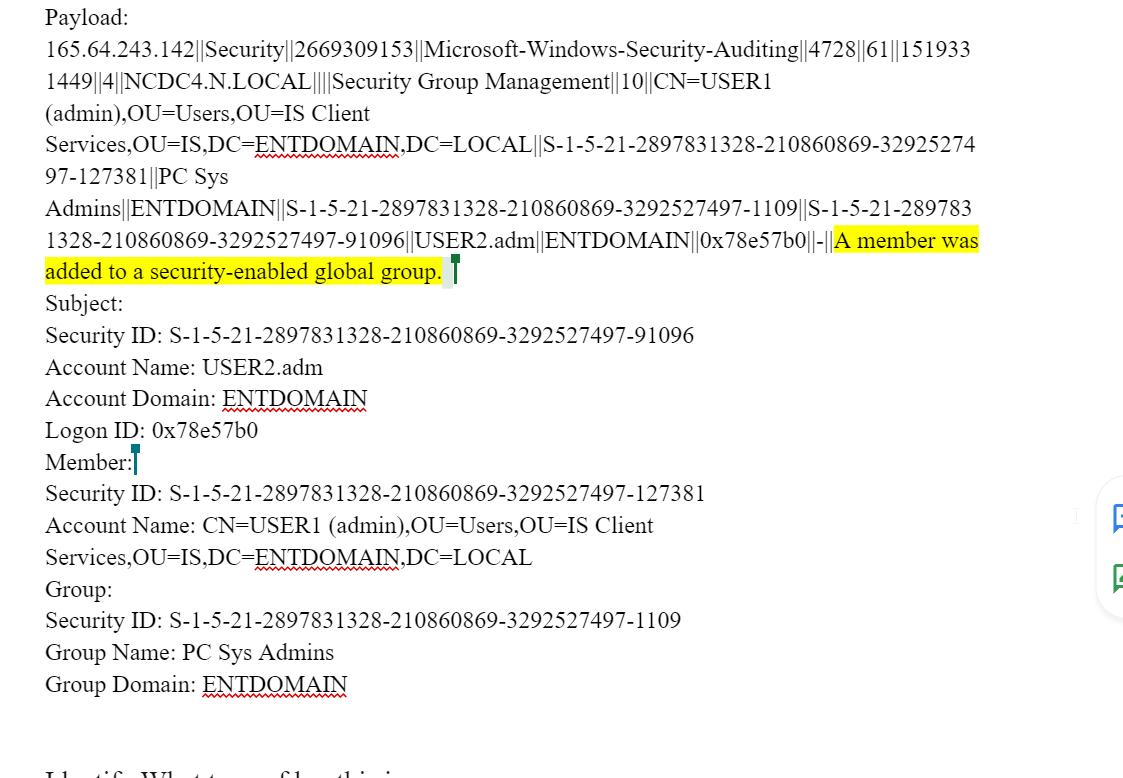 Payload:
165.64.243.142||Security||2669309153||Microsoft-Windows-Security-Auditing||4728||61||151933
1449||4||NCDC4.N.LOCAL||||Security Group Management||10||CN=USER1
(admin),OU=Users,OU=IS Client
Services,OU=IS,DC=ENTDOMAIN,DC=LOCAL||S-1-5-21-2897831328-210860869-32925274
97-127381||PC Sys
Admins||ENTDOMAIN||S-1-5-21-2897831328-210860869-3292527497-1109||S-1-5-21-289783
1328-210860869-3292527497-91096||USER2.adm||ENTDOMAIN||0x78e57b0||-||A member was
added to a security-enabled global group.
Subject:
Security ID: S-1-5-21-2897831328-210860869-3292527497-91096
Account Name: USER2.adm
Account Domain: ENTDOMAIN
Logon ID: 0x78e57b0
Member:
Security ID: S-1-5-21-2897831328-210860869-3292527497-127381
Account Name: CN=USER1 (admin),OU=Users,OU=IS Client
Services,OU=IS,DC=ENTDOMAIN,DC=LOCAL
Group:
Security ID: S-1-5-21-2897831328-210860869-3292527497-1109
Group Name: PC Sys Admins
Group Domain: ENTDOMAIN